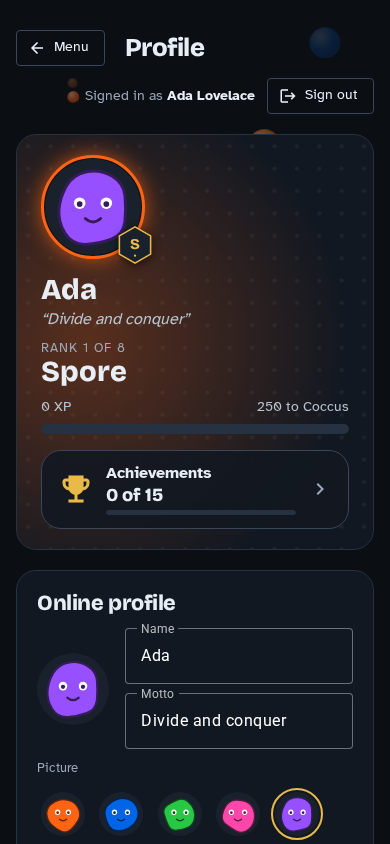 Menu
Profile
Signed in as Ada Lovelace
Sign out
S
Ada
“Divide and conquer”
RANK 1 OF 8
Spore
0 XP
250 to Coccus
Achievements
0 of 15
Online profile
Name
Ada
Motto
Divide and conquer
Picture